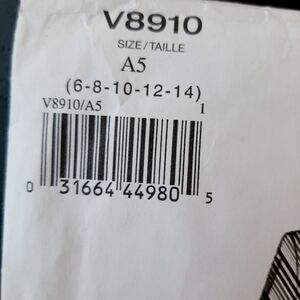 V8910
SIZE/TAILLE
A5
(6-8-10-12-14)
V8910/A5 1
0 31664 44980 5